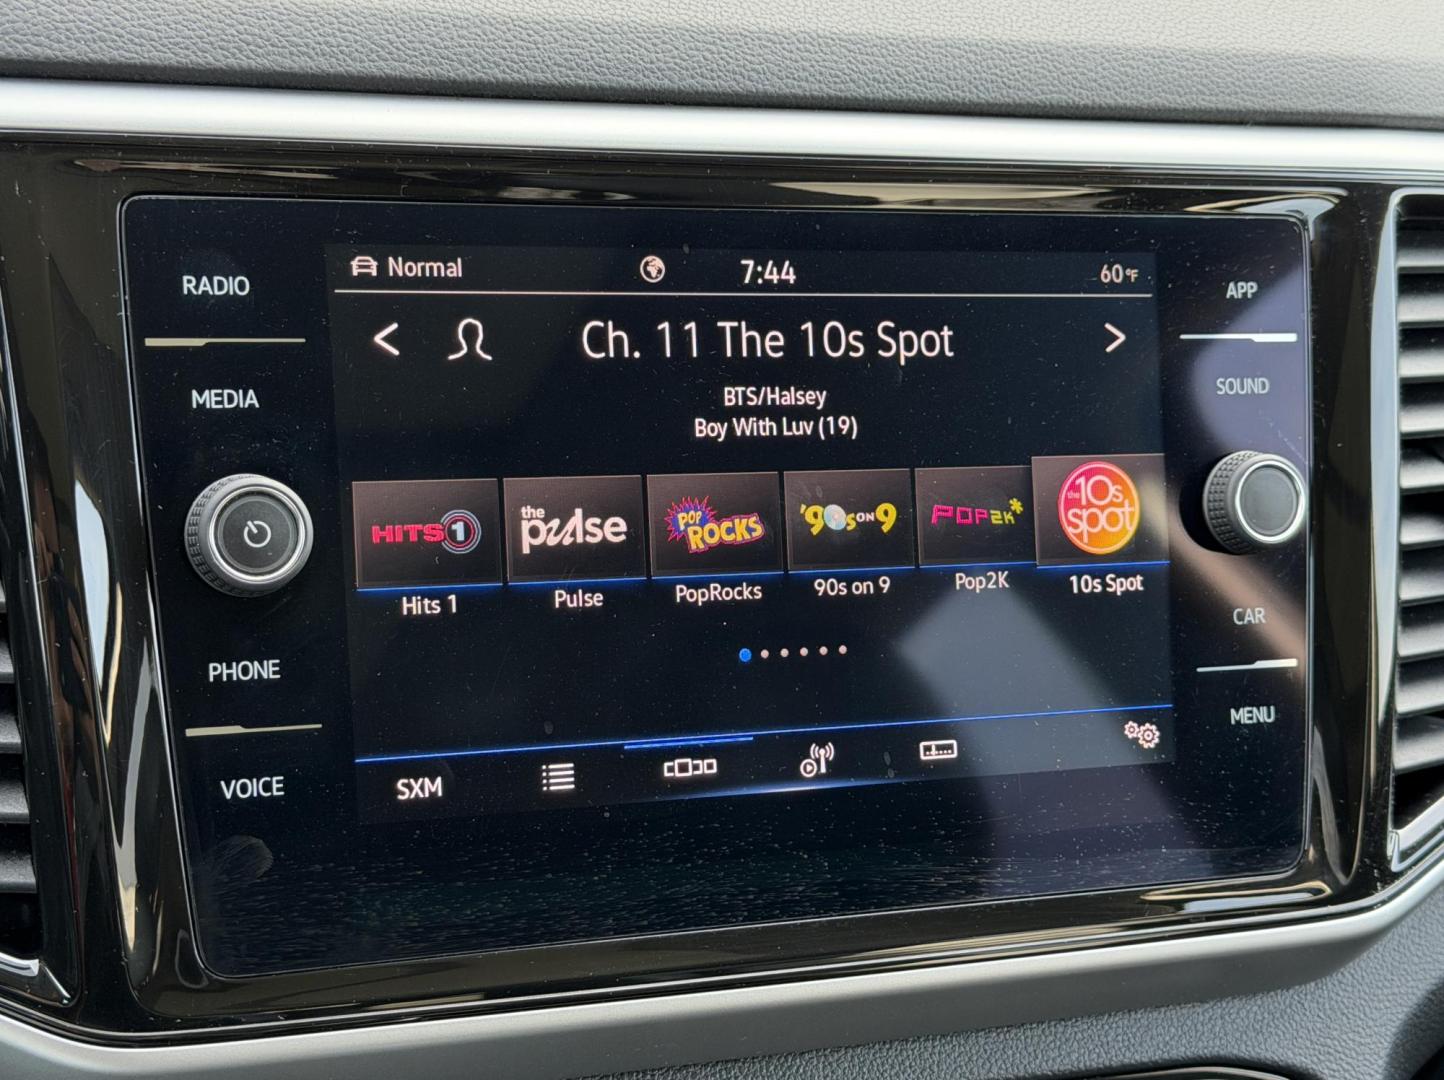 RADIO
MEDIA
PHONE
VOICE
Normal
7:44
60°F
Ch. 11 The 10s Spot
BTS/Halsey
Boy With Luv (19)
HITS 1
the pulse
POP ROCKS
'90s ON 9
POP2K*
the 10s spot
Hits 1
Pulse
PopRocks
90s on 9
Pop2K
10s Spot
SXM
APP
SOUND
CAR
MENU